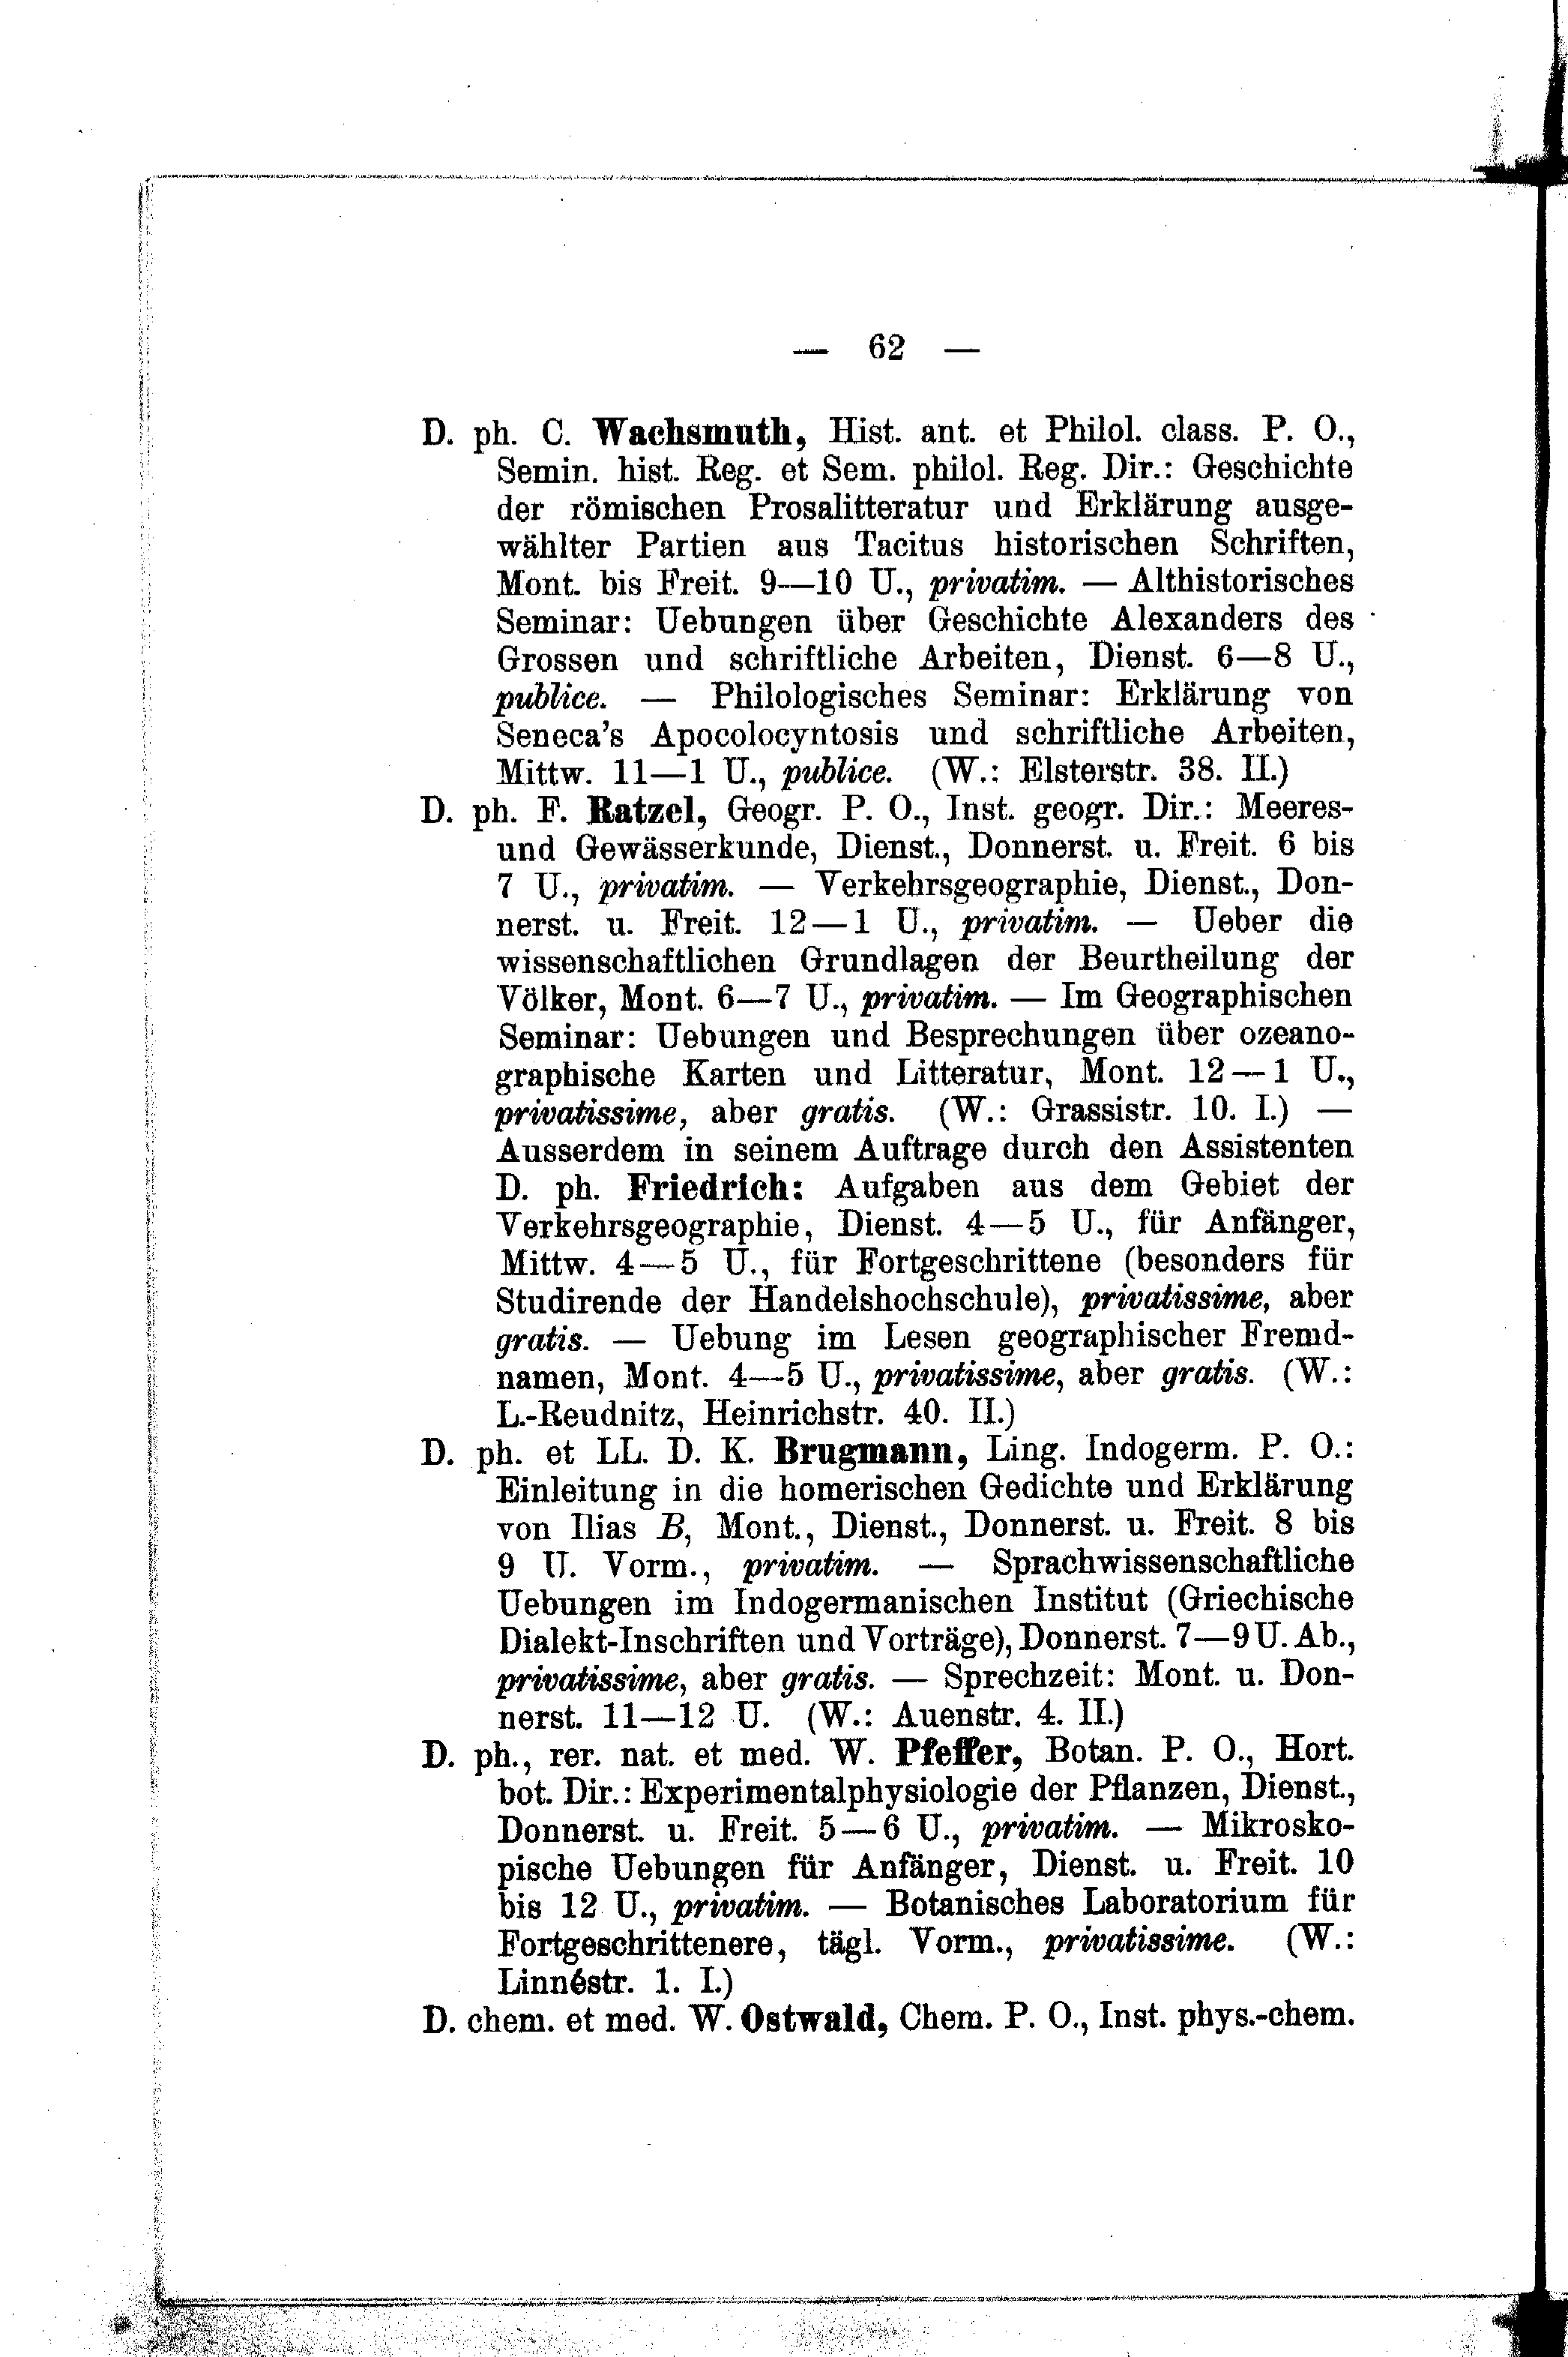 — 62 —
D. ph. C. Wachsmuth, Hist. ant. et Philol. class. P. O.,
Semin. hist. Reg. et Sem. philol. Reg. Dir.: Geschichte
der römischen Prosalitteratur und Erklärung ausge-
wählter Partien aus Tacitus historischen Schriften,
Mont. bis Freit. 9—10 U., privatim. — Althistorisches
Seminar: Uebungen über Geschichte Alexanders des
Grossen und schriftliche Arbeiten, Dienst. 6—8 U.,
publice. — Philologisches Seminar: Erklärung von
Seneca's Apocolocyntosis und schriftliche Arbeiten,
Mittw. 11—1 U., publice. (W.: Elsterstr. 38. II.)
D. ph. F. Ratzel, Geogr. P. O., Inst. geogr. Dir.: Meeres-
und Gewässerkunde, Dienst., Donnerst. u. Freit. 6 bis
7 U., privatim. — Verkehrsgeographie, Dienst., Don-
nerst. u. Freit. 12—1 U., privatim. — Ueber die
wissenschaftlichen Grundlagen der Beurtheilung der
Völker, Mont. 6—7 U., privatim. — Im Geographischen
Seminar: Uebungen und Besprechungen über ozeano-
graphische Karten und Litteratur, Mont. 12—1 U.,
privatissime, aber gratis. (W.: Grassistr. 10. I.) —
Ausserdem in seinem Auftrage durch den Assistenten
D. ph. Friedrich: Aufgaben aus dem Gebiet der
Verkehrsgeographie, Dienst. 4—5 U., für Anfänger,
Mittw. 4—5 U., für Fortgeschrittene (besonders für
Studirende der Handelshochschule), privatissime, aber
gratis. — Uebung im Lesen geographischer Fremd-
namen, Mont. 4—5 U., privatissime, aber gratis. (W.:
L.-Reudnitz, Heinrichstr. 40. II.)
D. ph. et LL. D. K. Brugmann, Ling. Indogerm. P. O.:
Einleitung in die homerischen Gedichte und Erklärung
von Ilias B, Mont., Dienst., Donnerst. u. Freit. 8 bis
9 U. Vorm., privatim. — Sprachwissenschaftliche
Uebungen im Indogermanischen Institut (Griechische
Dialekt-Inschriften und Vorträge), Donnerst. 7—9 U. Ab.,
privatissime, aber gratis. — Sprechzeit: Mont. u. Don-
nerst. 11—12 U. (W.: Auenstr. 4. II.)
D. ph., rer. nat. et med. W. Pfeffer, Botan. P. O., Hort.
bot. Dir.: Experimentalphysiologie der Pflanzen, Dienst.,
Donnerst. u. Freit. 5—6 U., privatim. — Mikrosko-
pische Uebungen für Anfänger, Dienst. u. Freit. 10
bis 12 U., privatim. — Botanisches Laboratorium für
Fortgeschrittenere, tägl. Vorm., privatissime. (W.:
Linnéstr. 1. I.)
D. chem. et med. W. Ostwald, Chem. P. O., Inst. phys.-chem.